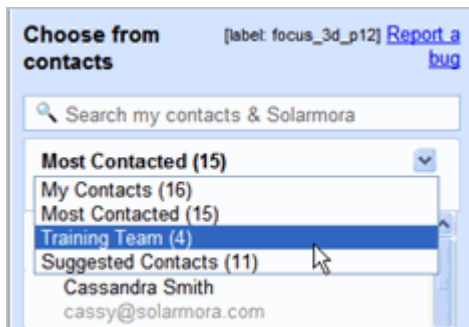 Choose from [label: focus_3d_p12] Report a
contacts bug
Search my contacts & Solarmora
Most Contacted (15)
My Contacts (16)
Most Contacted (15)
Training Team (4)
Suggested Contacts (11)
Cassandra Smith
cassy@solarmora.com